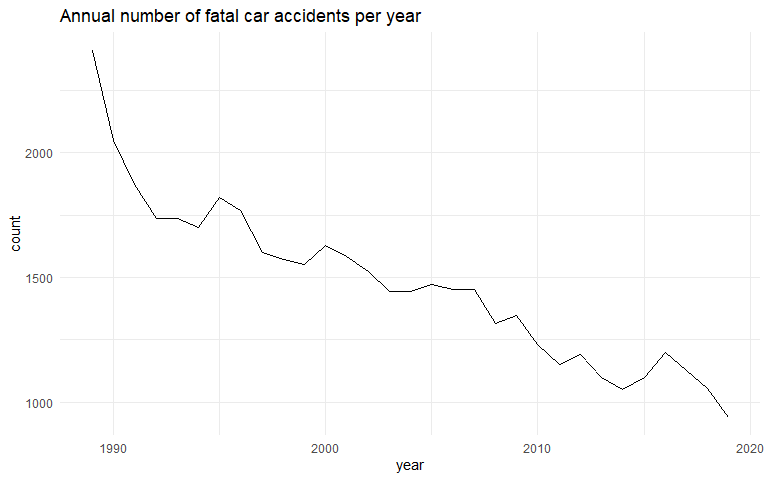 Annual number of fatal car accidents per year
2000
1500
1000
count
1990 2000 2010 2020
year